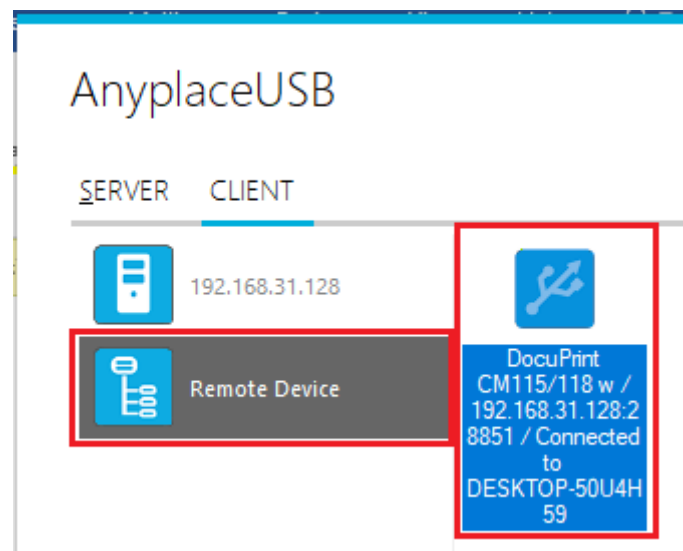 AnyplaceUSB
SERVER CLIENT
192.168.31.128
Remote Device
DocuPrint
CM115/118 w /
192.168.31.128:2
8851 / Connected
to
DESKTOP-50U4H
59